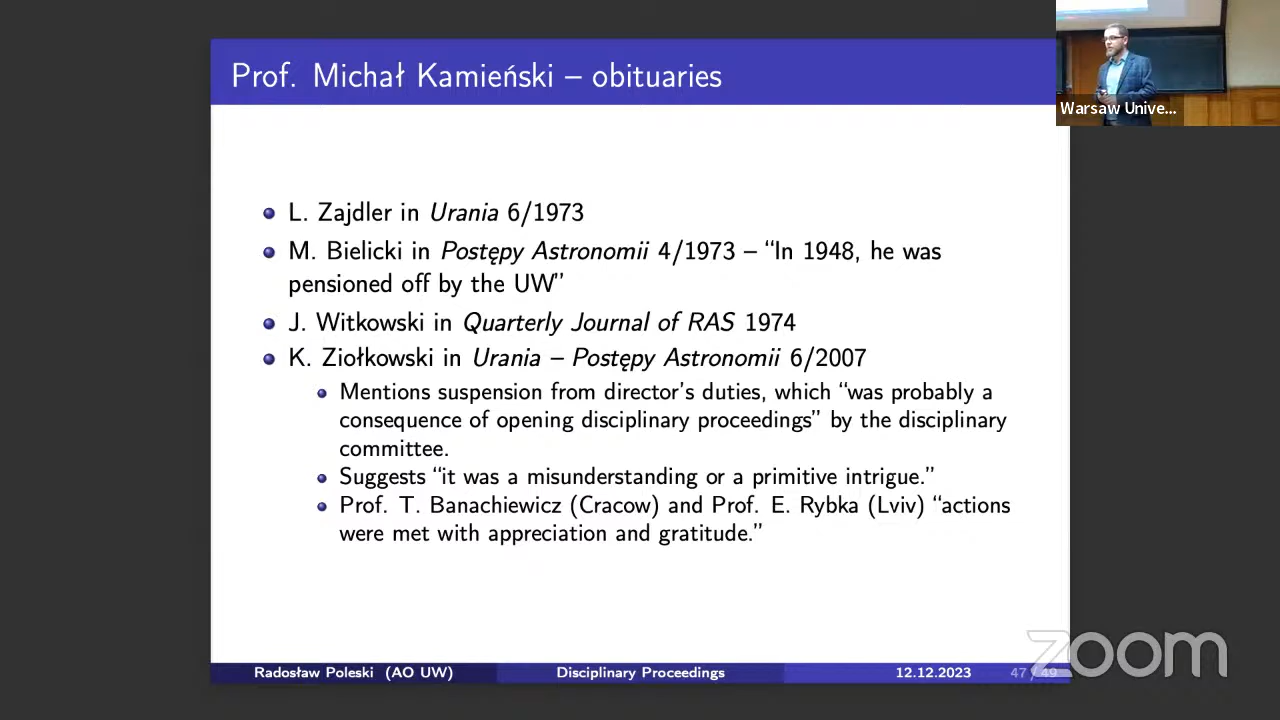 Prof. Michał Kamieński – obituaries
Warsaw Unive...
L. Zajdler in Urania 6/1973
M. Bielicki in Postępy Astronomii 4/1973 – “In 1948, he was
pensioned off by the UW”
J. Witkowski in Quarterly Journal of RAS 1974
K. Ziołkowski in Urania – Postępy Astronomii 6/2007
Mentions suspension from director’s duties, which “was probably a
consequence of opening disciplinary proceedings” by the disciplinary
committee.
Suggests “it was a misunderstanding or a primitive intrigue.”
Prof. T. Banachiewicz (Cracow) and Prof. E. Rybka (Lviv) “actions
were met with appreciation and gratitude.”
Radosław Poleski (AO UW) Disciplinary Proceedings 12.12.2023 47 / 49
zoom